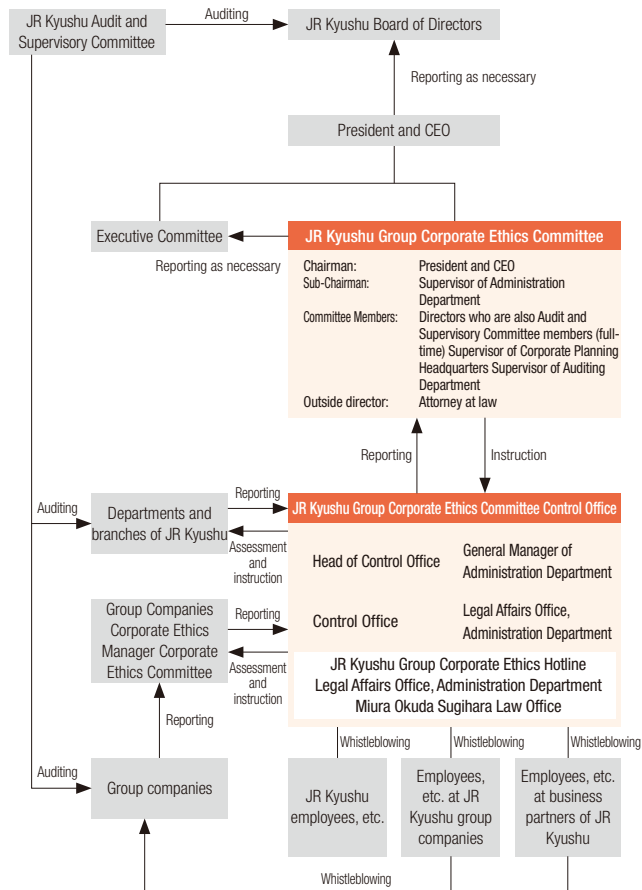 JR Kyushu Audit and
Supervisory Committee
Auditing
JR Kyushu Board of Directors
Reporting as necessary
President and CEO
Executive Committee
Reporting as necessary
JR Kyushu Group Corporate Ethics Committee
Chairman: President and CEO
Sub-Chairman: Supervisor of Administration
Department
Committee Members: Directors who are also Audit and
Supervisory Committee members (full-
time) Supervisor of Corporate Planning
Headquarters Supervisor of Auditing
Department
Outside director: Attorney at law
Reporting
Instruction
Auditing
Departments and
branches of JR Kyushu
Reporting
Assessment
and
instruction
JR Kyushu Group Corporate Ethics Committee Control Office
Head of Control Office
General Manager of
Administration Department
Control Office
Legal Affairs Office,
Administration Department
JR Kyushu Group Corporate Ethics Hotline
Legal Affairs Office, Administration Department
Miura Okuda Sugihara Law Office
Group Companies
Corporate Ethics
Manager Corporate
Ethics Committee
Reporting
Assessment
and
instruction
Reporting
Auditing
Group companies
Whistleblowing
Whistleblowing
Whistleblowing
JR Kyushu
employees, etc.
Employees,
etc. at JR
Kyushu group
companies
Employees, etc.
at business
partners of JR
Kyushu
Whistleblowing